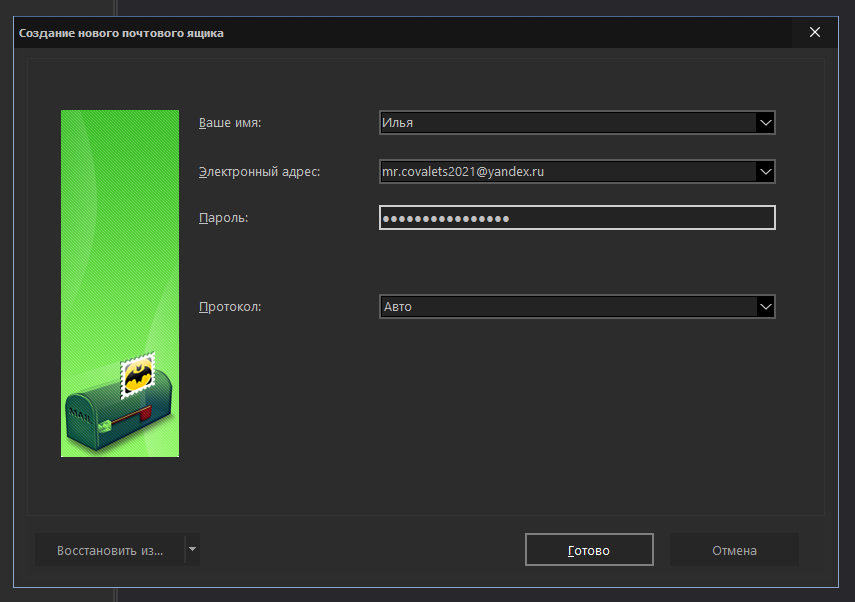 Создание нового почтового ящика
Ваше имя:
Илья
Электронный адрес:
mr.covalets2021@yandex.ru
Пароль:
●●●●●●●●●●●●●●●●
Протокол:
Авто
MAIL
Восстановить из...
Готово
Отмена